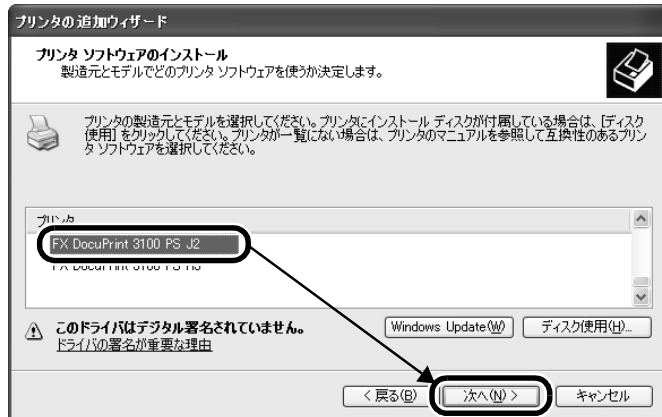 プリンタの追加ウィザード
プリンタ ソフトウェアのインストール
製造元とモデルでどのプリンタ ソフトウェアを使うか決定します。
プリンタの製造元とモデルを選択してください。プリンタにインストール ディスクが付属している場合は、[ディスク
使用] をクリックしてください。プリンタが一覧にない場合は、プリンタのマニュアルを参照して互換性のあるプリン
タ ソフトウェアを選択してください。
プリンタ
FX DocuPrint 3100 PS J2
このドライバはデジタル署名されていません。
ドライバの署名が重要な理由
Windows Update(W)
ディスク使用(H)...
< 戻る(B)
次へ(N) >
キャンセル